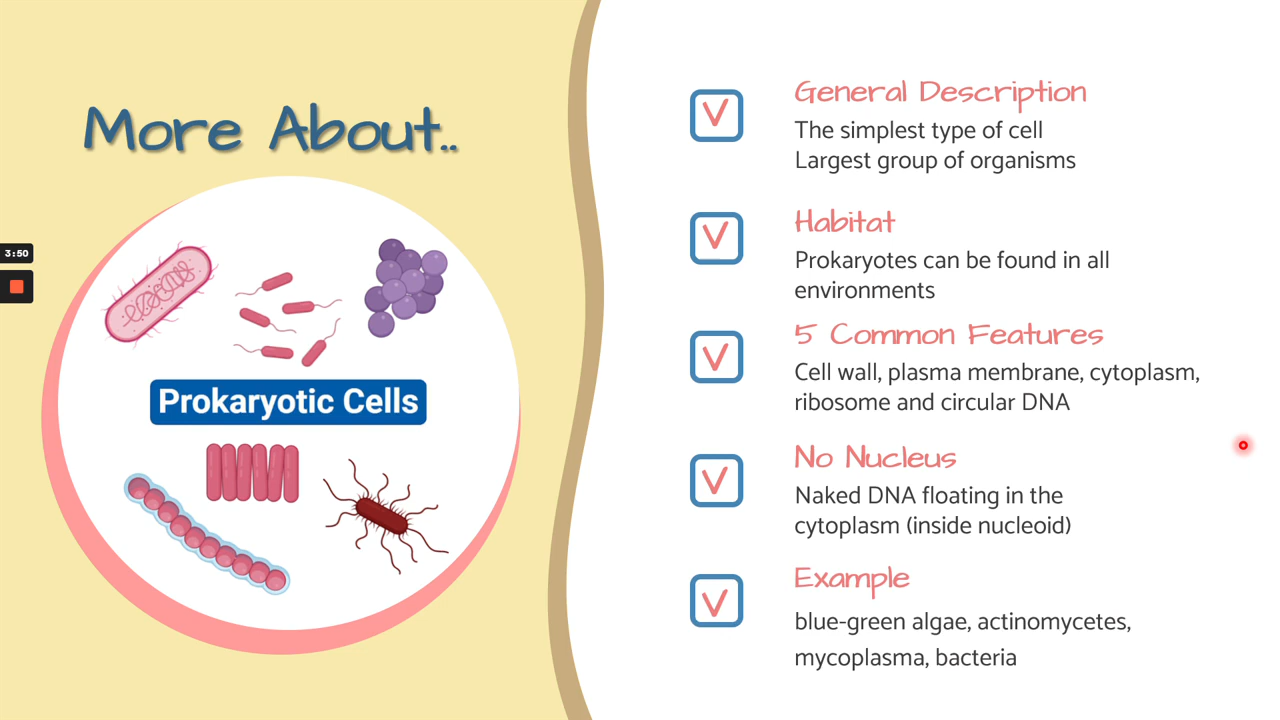 More About..
3:50
Prokaryotic Cells
General Description
The simplest type of cell
Largest group of organisms
Habitat
Prokaryotes can be found in all
environments
5 Common Features
Cell wall, plasma membrane, cytoplasm,
ribosome and circular DNA
No Nucleus
Naked DNA floating in the
cytoplasm (inside nucleoid)
Example
blue-green algae, actinomycetes,
mycoplasma, bacteria